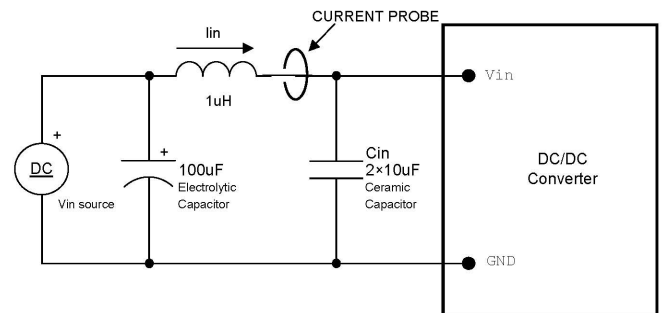 CURRENT PROBE
Iin
1uH
Vin
+
DC
Vin source
+
100uF
Electrolytic
Capacitor
Cin
2×10uF
Ceramic
Capacitor
DC/DC
Converter
GND